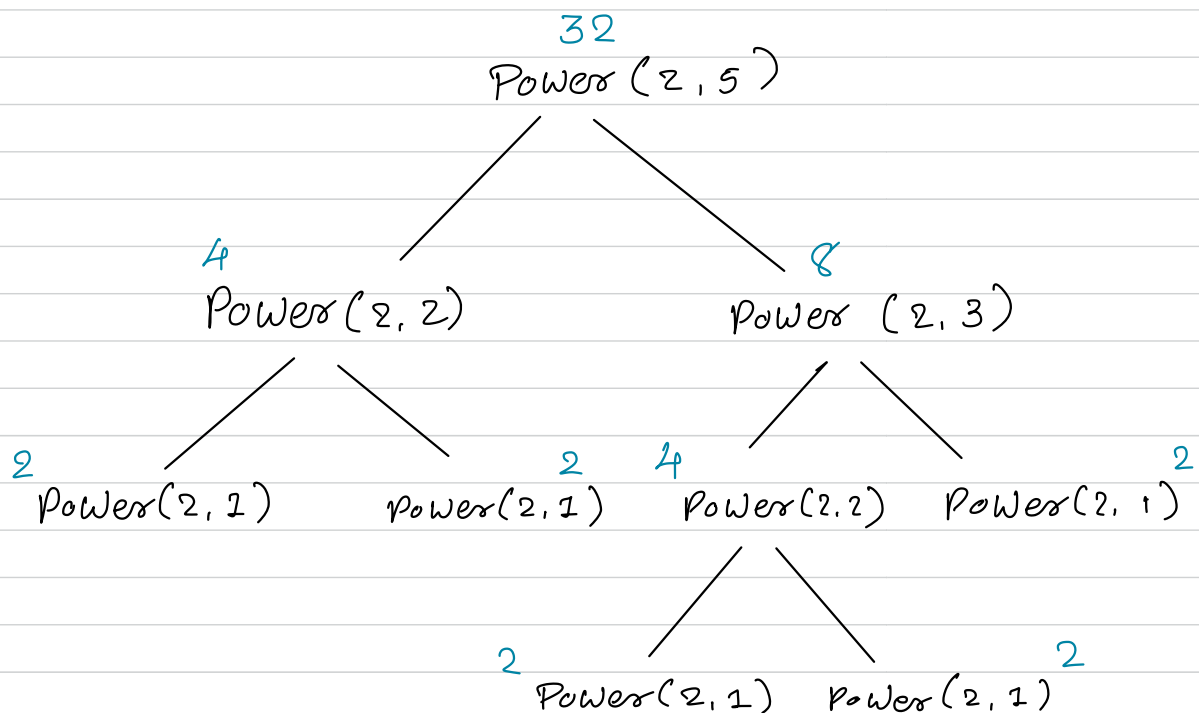 32
Power (2, 5)
4 8
Power (2, 2) Power (2, 3)
2 2 4 2
Power (2, 1) Power (2, 1) Power (2, 2) Power (2, 1)
2 2
Power (2, 1) Power (2, 1)